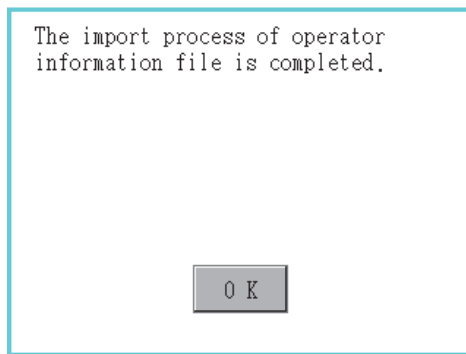 The import process of operator
information file is completed.
O K